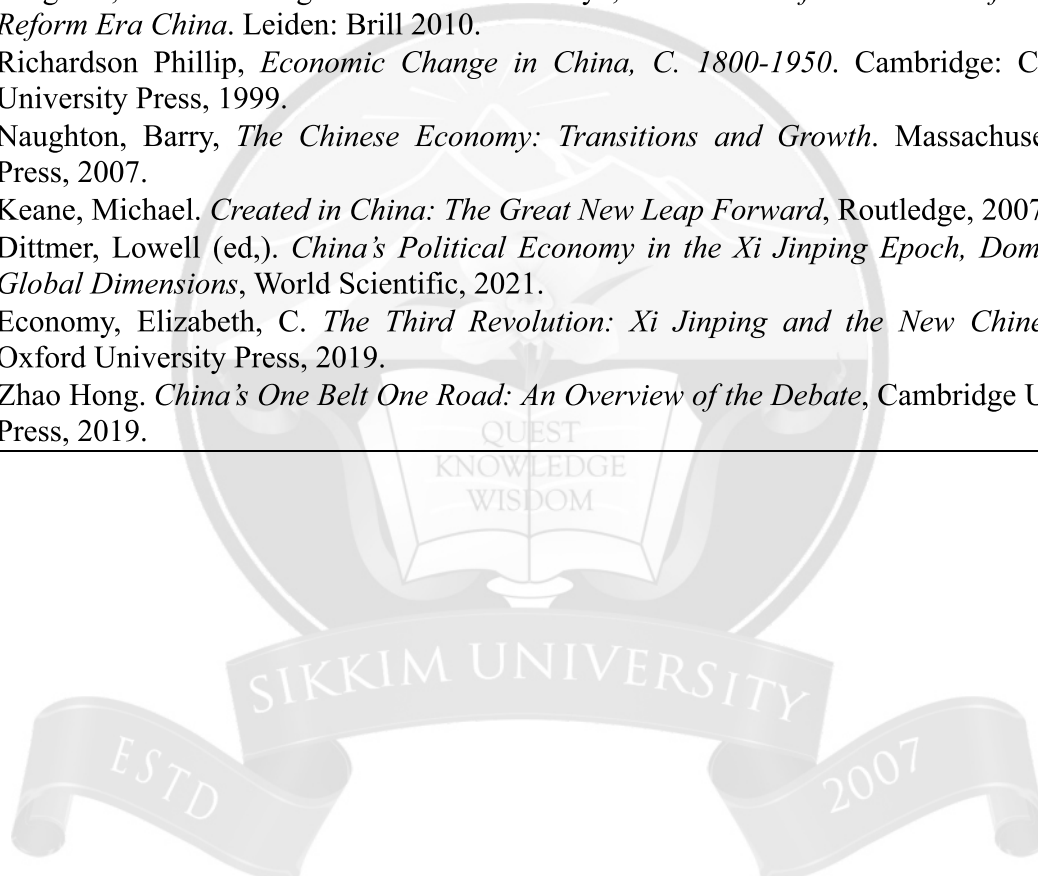 Reform Era China. Leiden: Brill 2010.
Richardson Phillip, Economic Change in China, C. 1800-1950. Cambridge:
University Press, 1999.
Naughton, Barry, The Chinese Economy: Transitions and Growth.
Press, 2007.
Keane, Michael. Created in China: The Great New Leap Forward, Routledge, 2007
Dittmer, Lowell (ed,). China’s Political Economy in the Xi Jinping Epoch,
Global Dimensions, World Scientific, 2021.
Economy, Elizabeth, C. The Third Revolution: Xi Jinping and the New
Oxford University Press, 2019.
Zhao Hong. China’s One Belt One Road: An Overview of the Debate, Cambridge
Press, 2019.
QUEST
KNOWLEDGE
WISDOM
SIKKIM UNIVERSITY
ESTD
2007